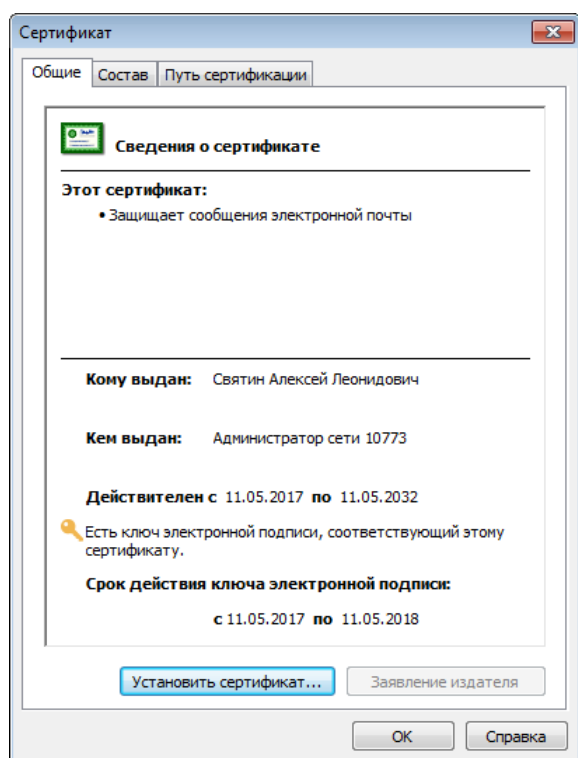 Сертификат
Общие Состав Путь сертификации
Сведения о сертификате
Этот сертификат:
• Защищает сообщения электронной почты
Кому выдан: Святин Алексей Леонидович
Кем выдан: Администратор сети 10773
Действителен с 11.05.2017 по 11.05.2032
Есть ключ электронной подписи, соответствующий этому
сертификату.
Срок действия ключа электронной подписи:
с 11.05.2017 по 11.05.2018
Установить сертификат... Заявление издателя
ОК Справка